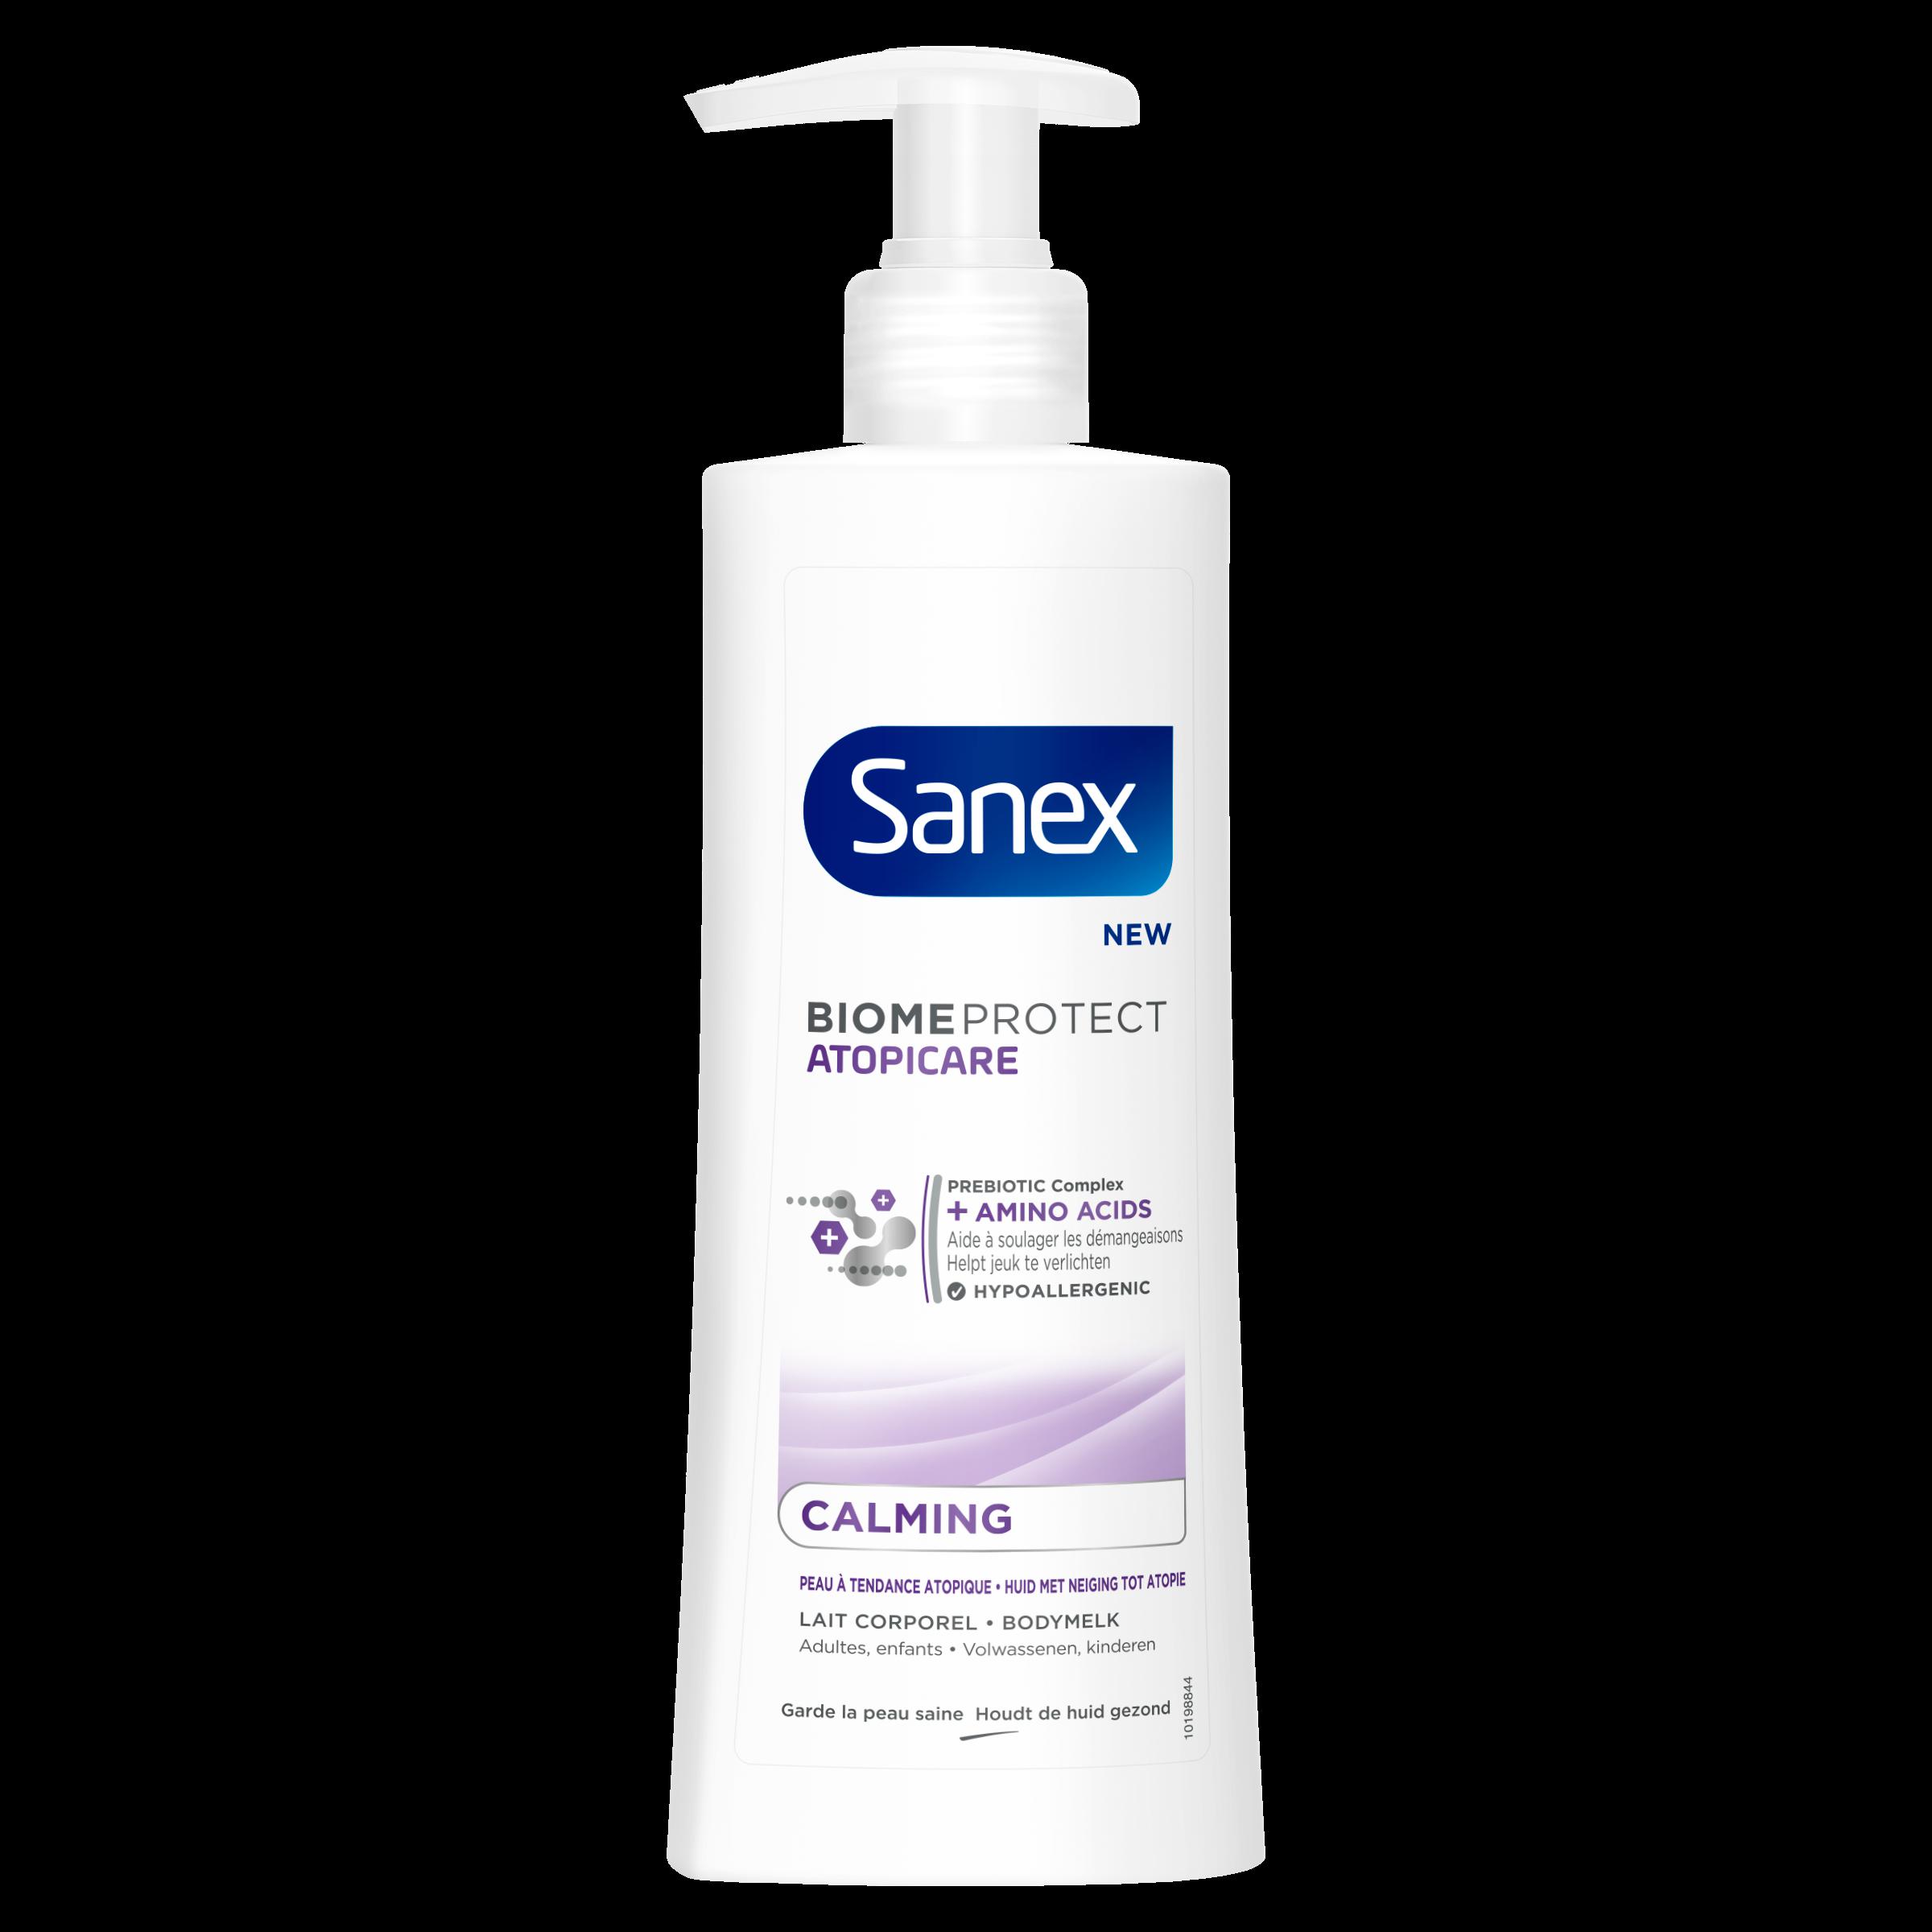 Sanex
NEW
BIOMEPROTECT
ATOPICARE
PREBIOTIC Complex
+ AMINO ACIDS
Aide à soulager les démangeaisons
Helpt jeuk te verlichten
HYPOALLERGENIC
CALMING
PEAU À TENDANCE ATOPIQUE • HUID MET NEIGING TOT ATOPIE
LAIT CORPOREL • BODYMELK
Adultes, enfants • Volwassenen, kinderen
Garde la peau saine Houdt de huid gezond
10198844